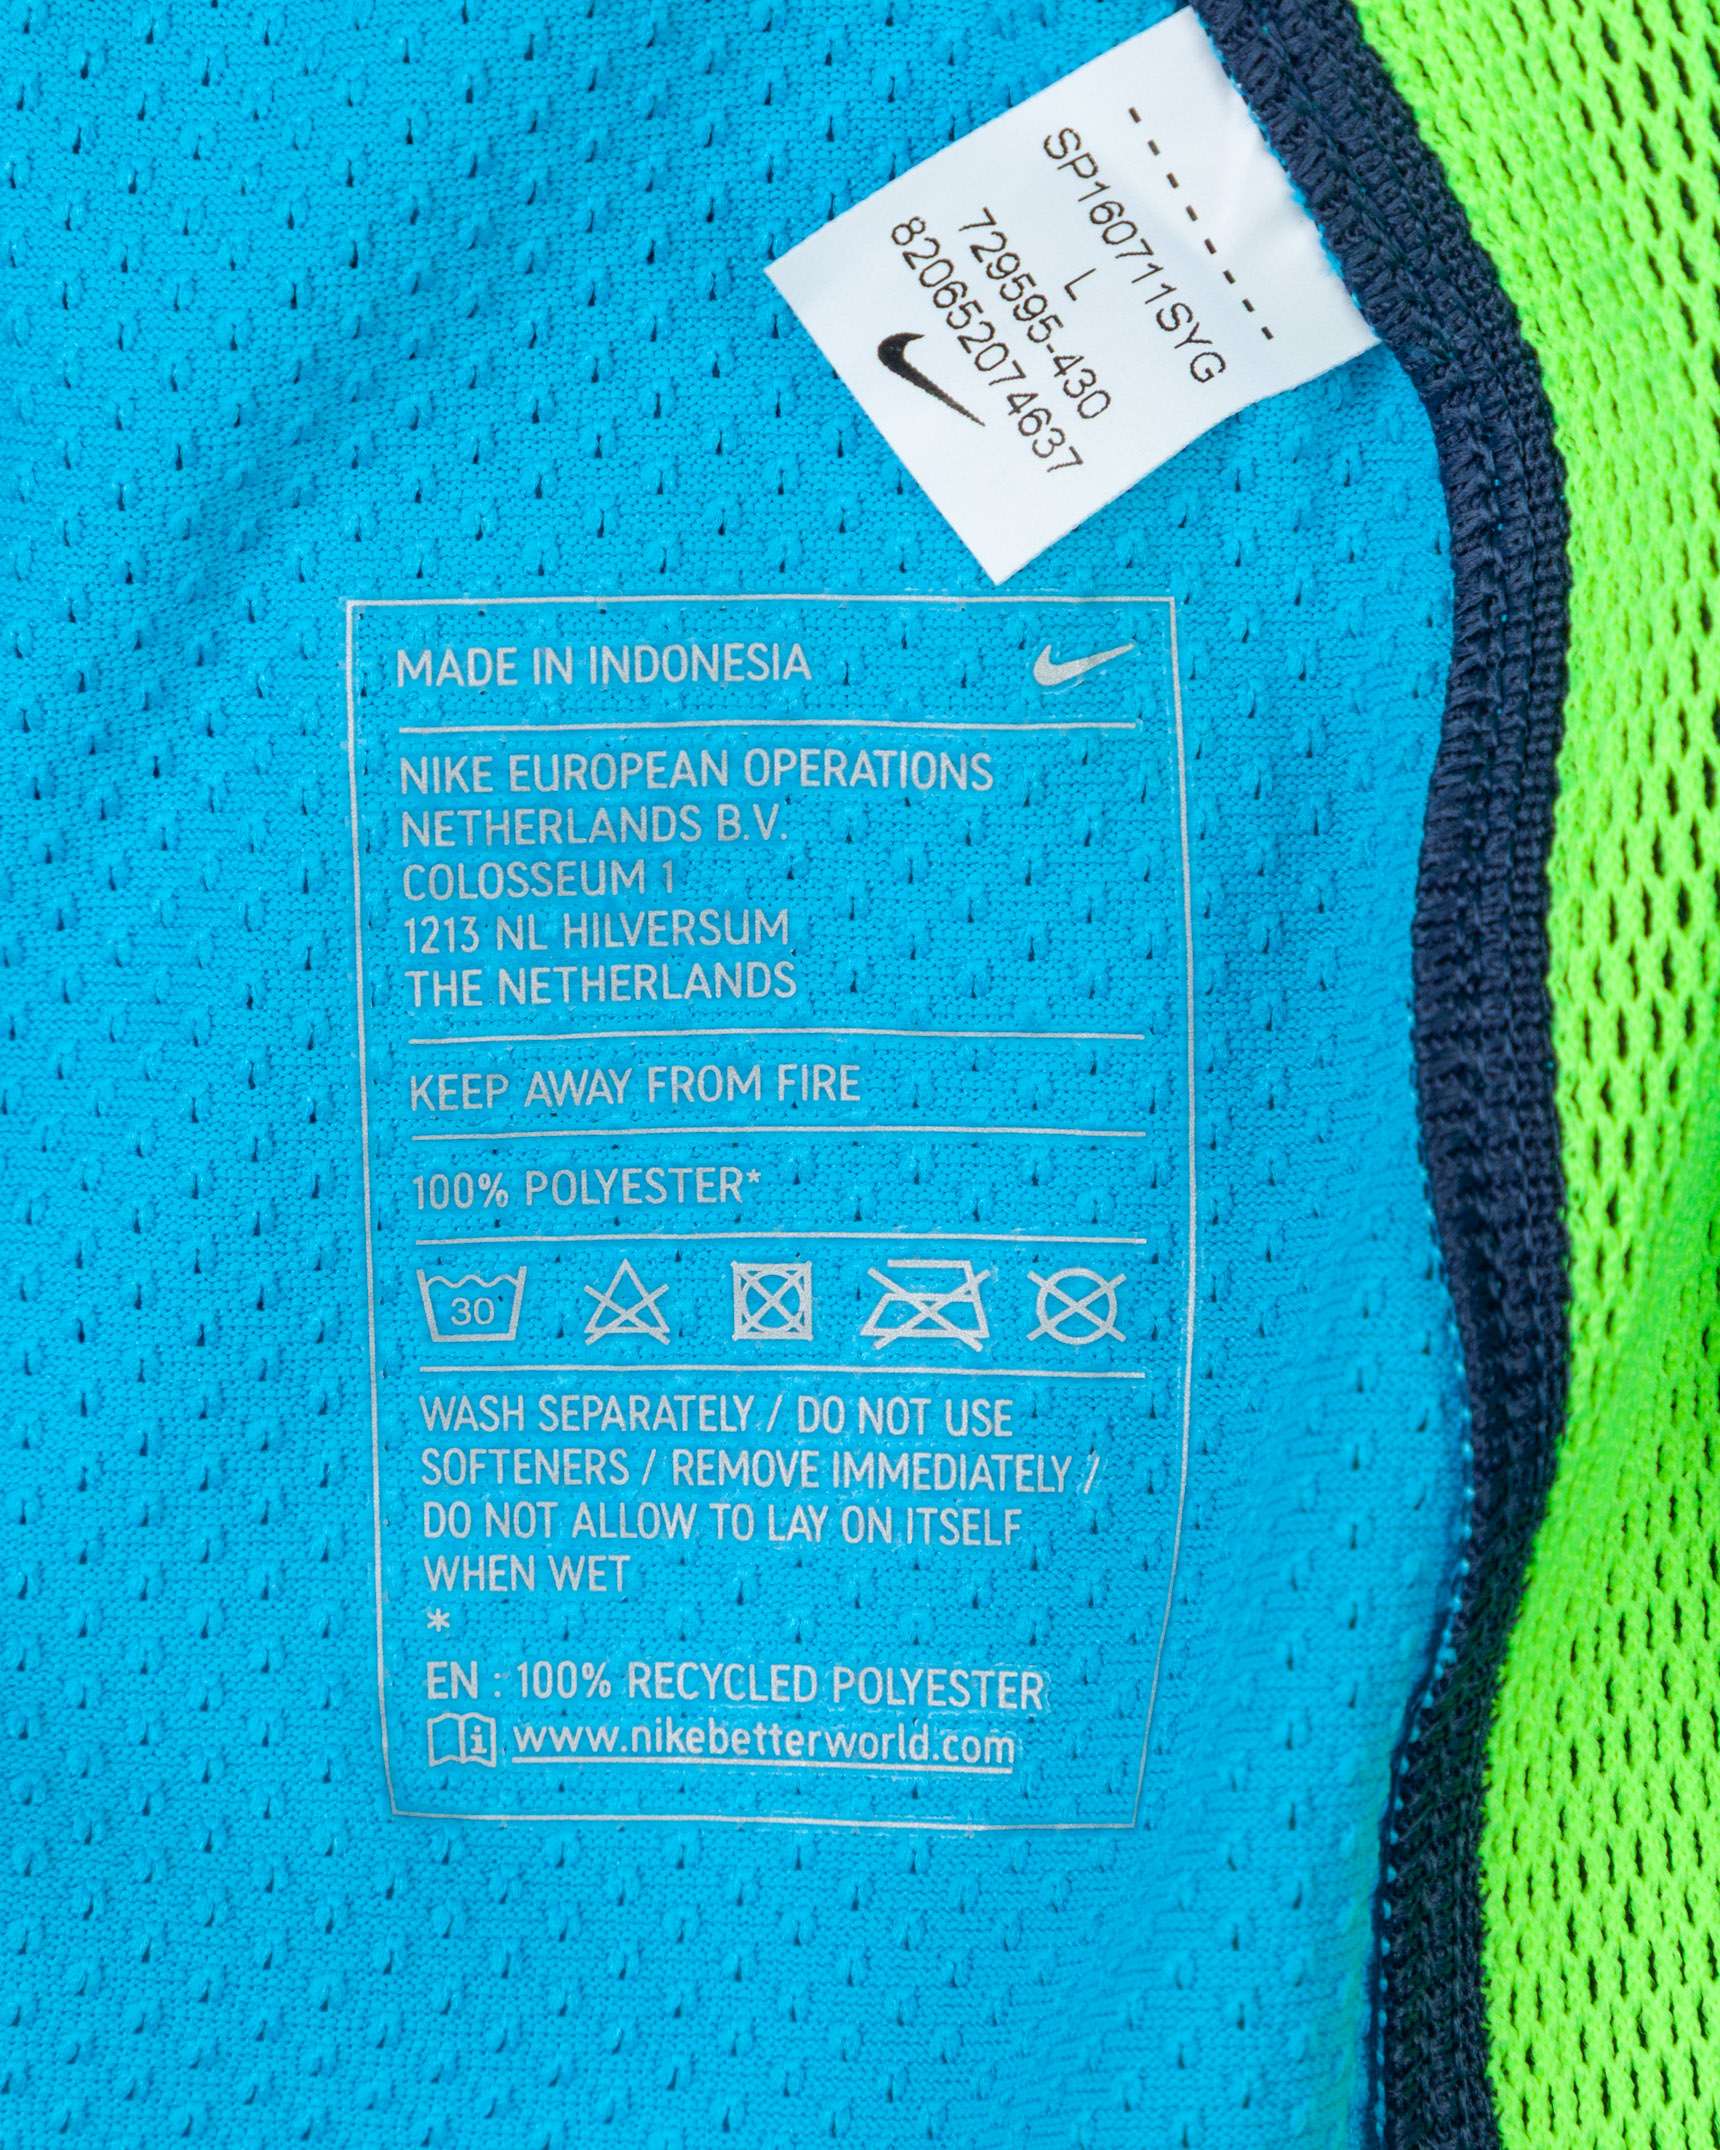 SP160711SYG
L
729595-430
820652074637
MADE IN INDONESIA
NIKE EUROPEAN OPERATIONS
NETHERLANDS B.V.
COLOSSEUM 1
1213 NL HILVERSUM
THE NETHERLANDS
KEEP AWAY FROM FIRE
100% POLYESTER*
30
WASH SEPARATELY / DO NOT USE
SOFTENERS / REMOVE IMMEDIATELY /
DO NOT ALLOW TO LAY ON ITSELF
WHEN WET
*
EN : 100% RECYCLED POLYESTER
i www.nikebetterworld.com